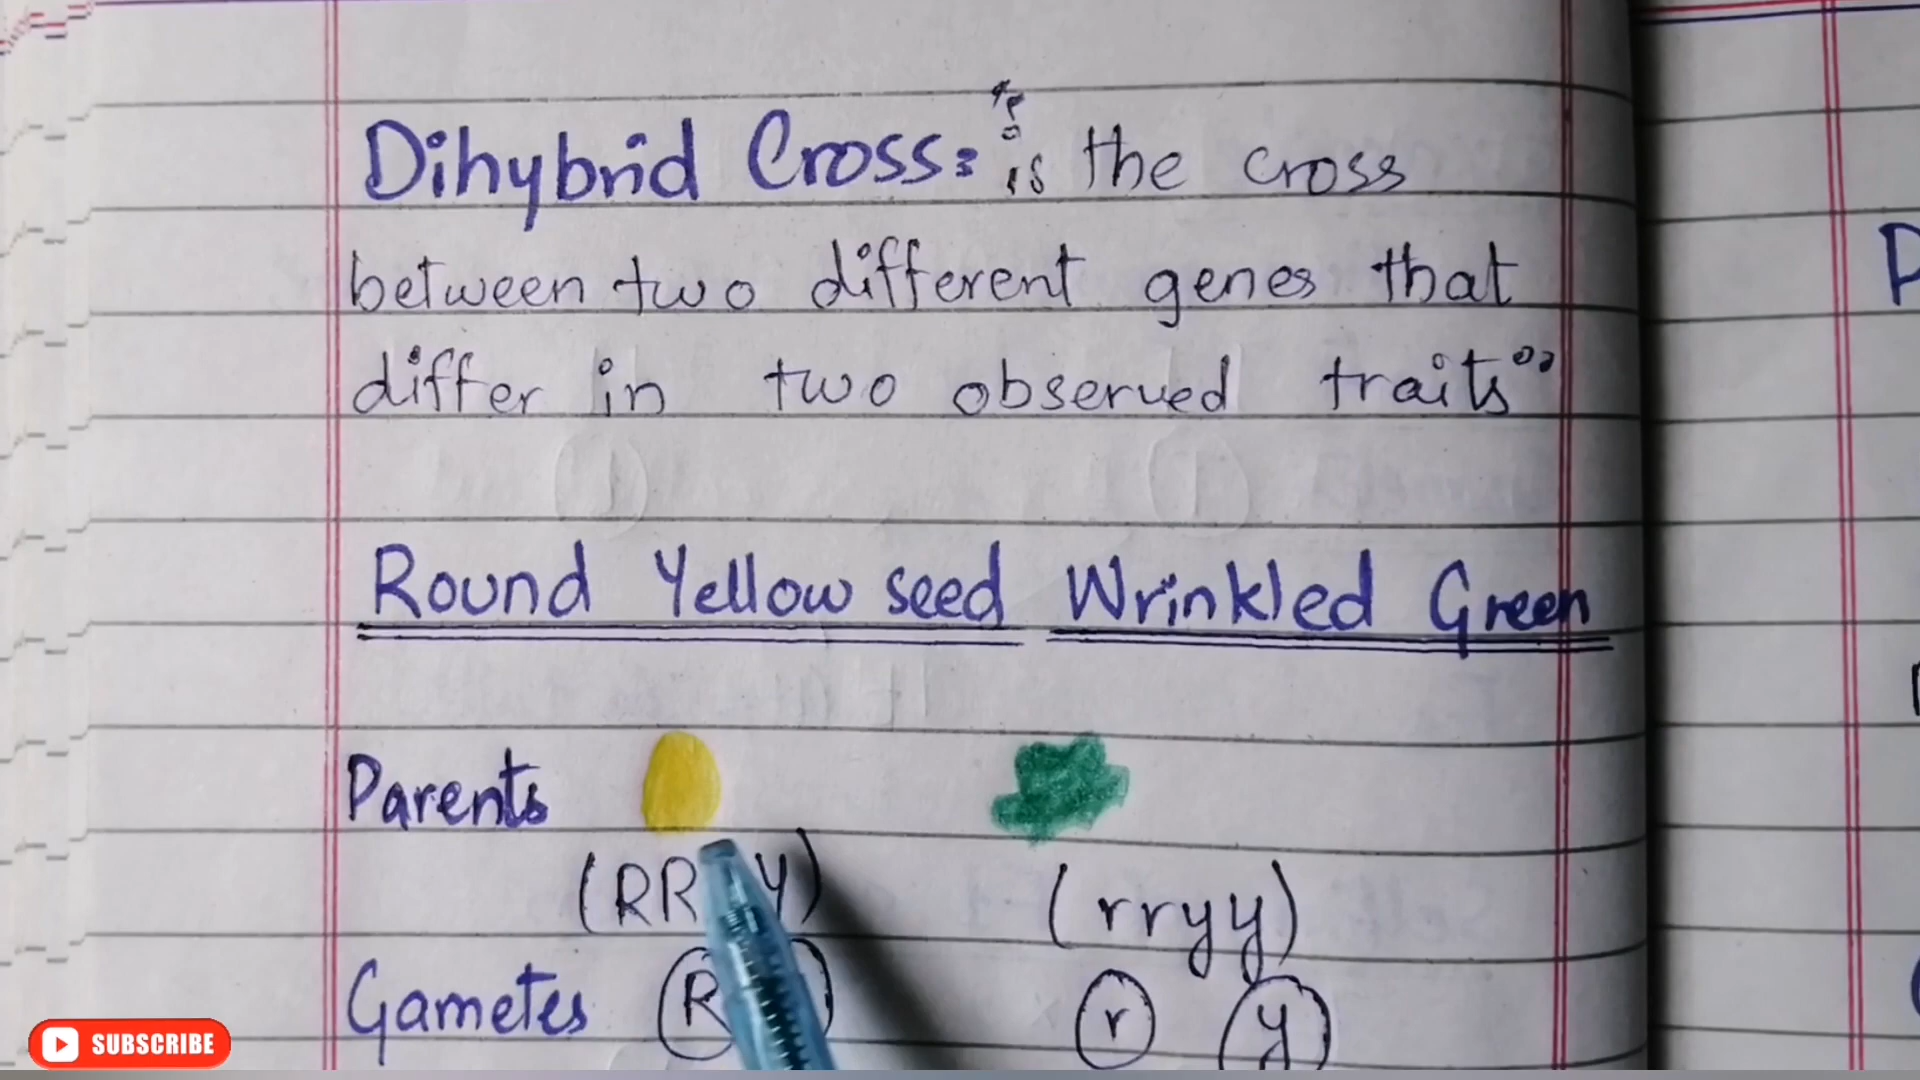 Dihybrid Cross: is the cross
between two different genes that
differ in two observed traits
Round Yellow seed Wrinkled Green
Parents
(RR Y) (rryy)
Gametes R r y
SUBSCRIBE